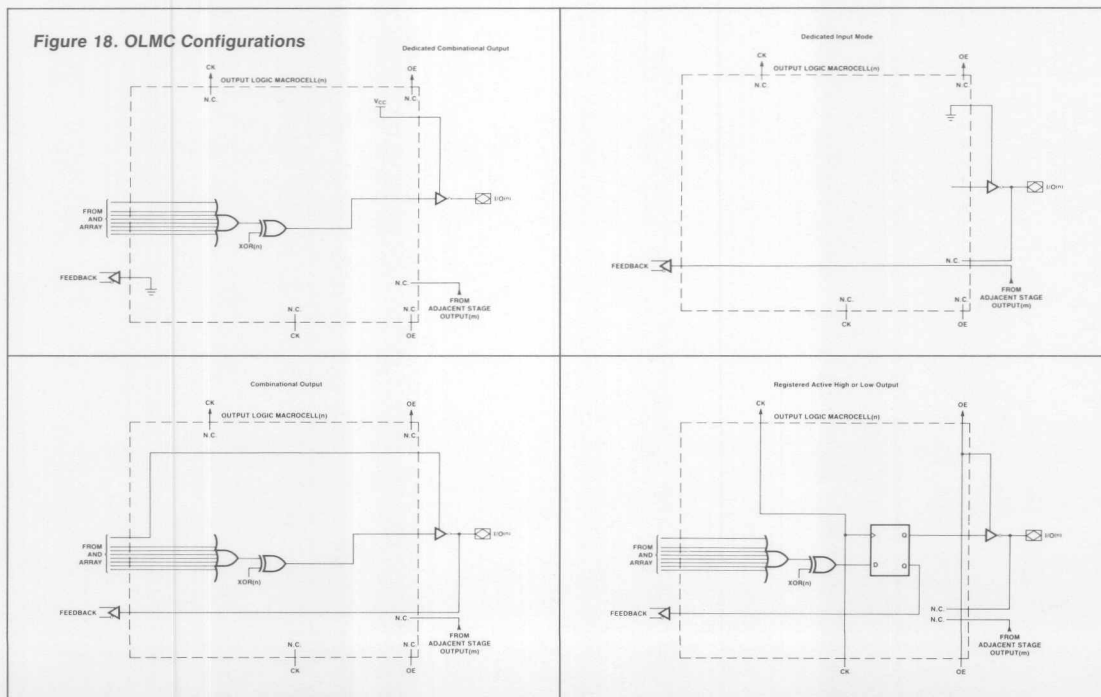 Figure 18. OLMC Configurations
Dedicated Combinational Output
CK
OE
OUTPUT LOGIC MACROCELL(n)
N.C.
N.C.
VCC
I/O(n)
FROM
AND
ARRAY
XOR(n)
FEEDBACK
N.C.
FROM
ADJACENT STAGE
OUTPUT(m)
N.C.
N.C.
CK
OE
Dedicated Input Mode
CK
OE
OUTPUT LOGIC MACROCELL(n)
N.C.
N.C.
I/O(n)
N.C.
FEEDBACK
FROM
ADJACENT STAGE
OUTPUT(m)
N.C.
N.C.
CK
OE
Combinational Output
CK
OE
OUTPUT LOGIC MACROCELL(n)
N.C.
N.C.
I/O(n)
FROM
AND
ARRAY
XOR(n)
FEEDBACK
N.C.
FROM
ADJACENT STAGE
OUTPUT(m)
N.C.
N.C.
CK
OE
Registered Active High or Low Output
CK
OE
OUTPUT LOGIC MACROCELL(n)
Q
I/O(n)
FROM
AND
ARRAY
D
Q
XOR(n)
FEEDBACK
N.C.
N.C.
FROM
ADJACENT STAGE
OUTPUT(m)
CK
OE